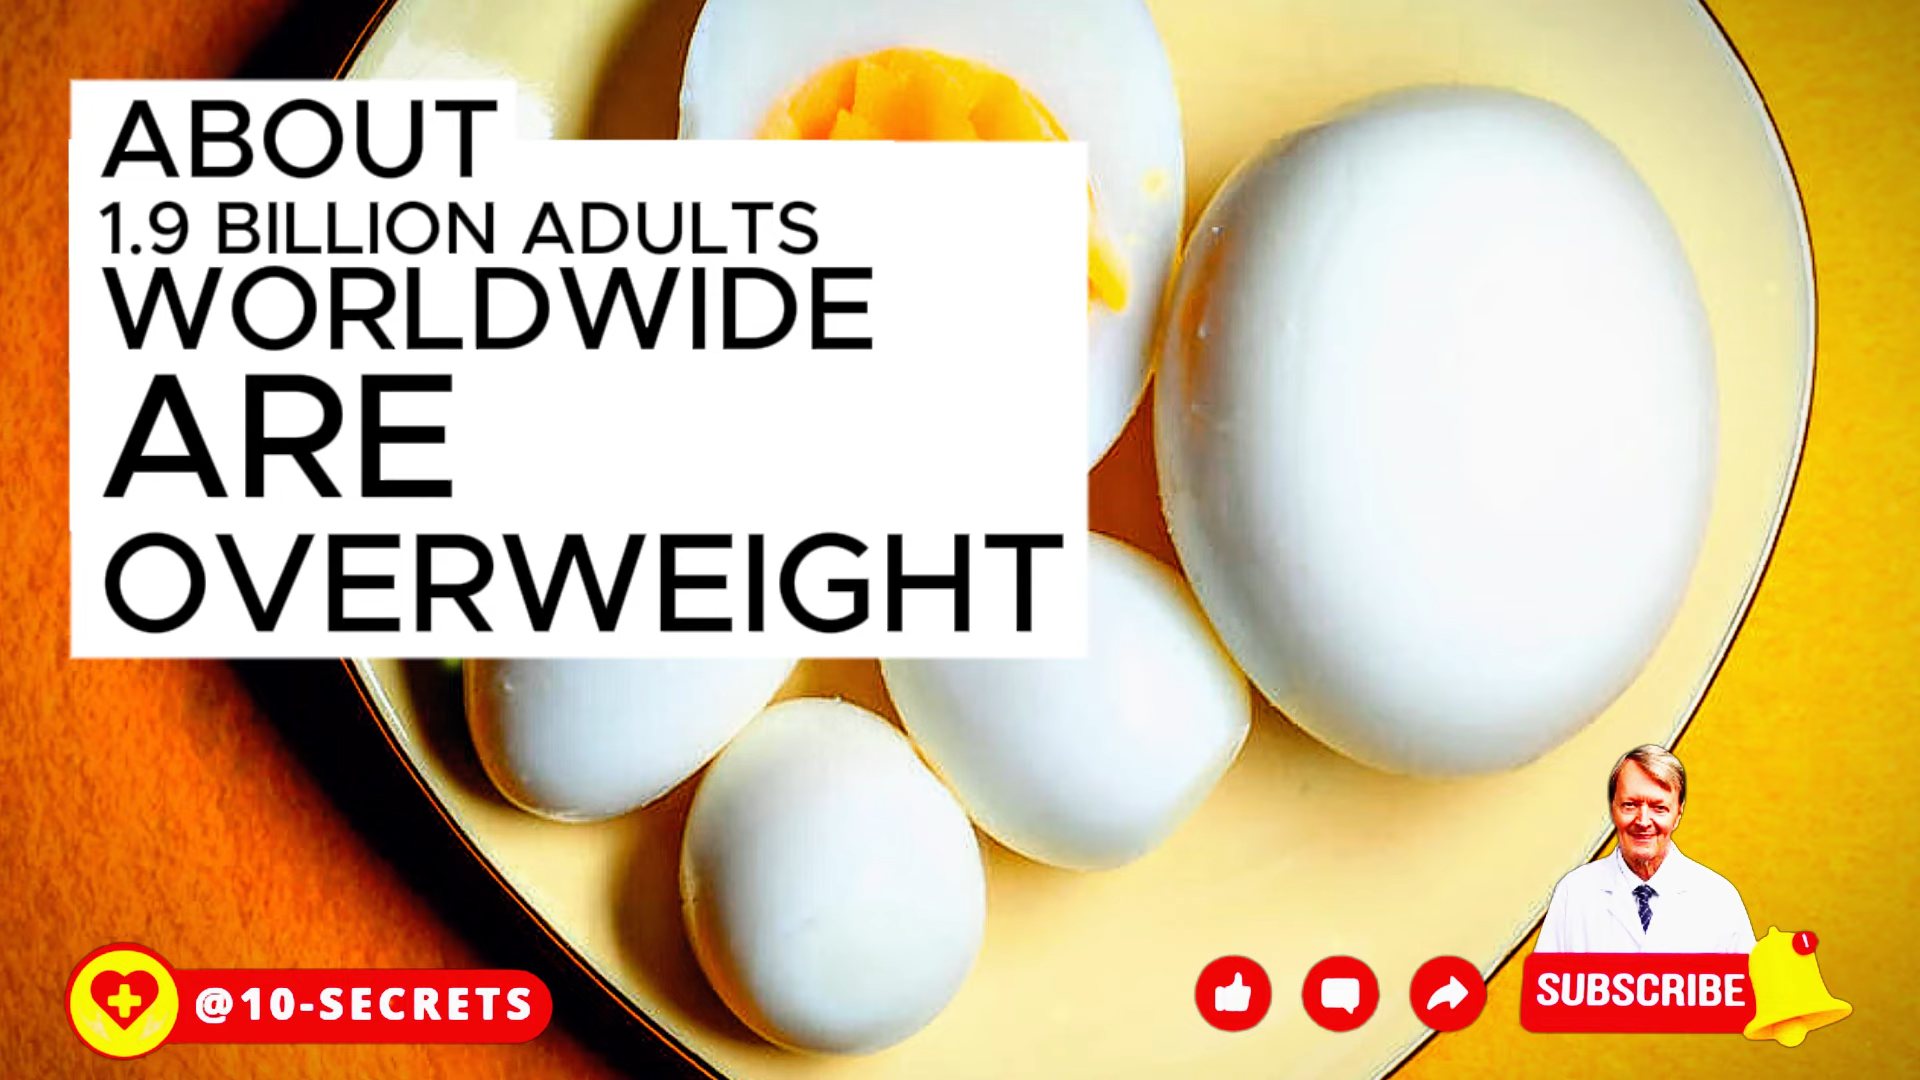 ABOUT
1.9 BILLION ADULTS
WORLDWIDE
ARE
OVERWEIGHT
@10-SECRETS
SUBSCRIBE